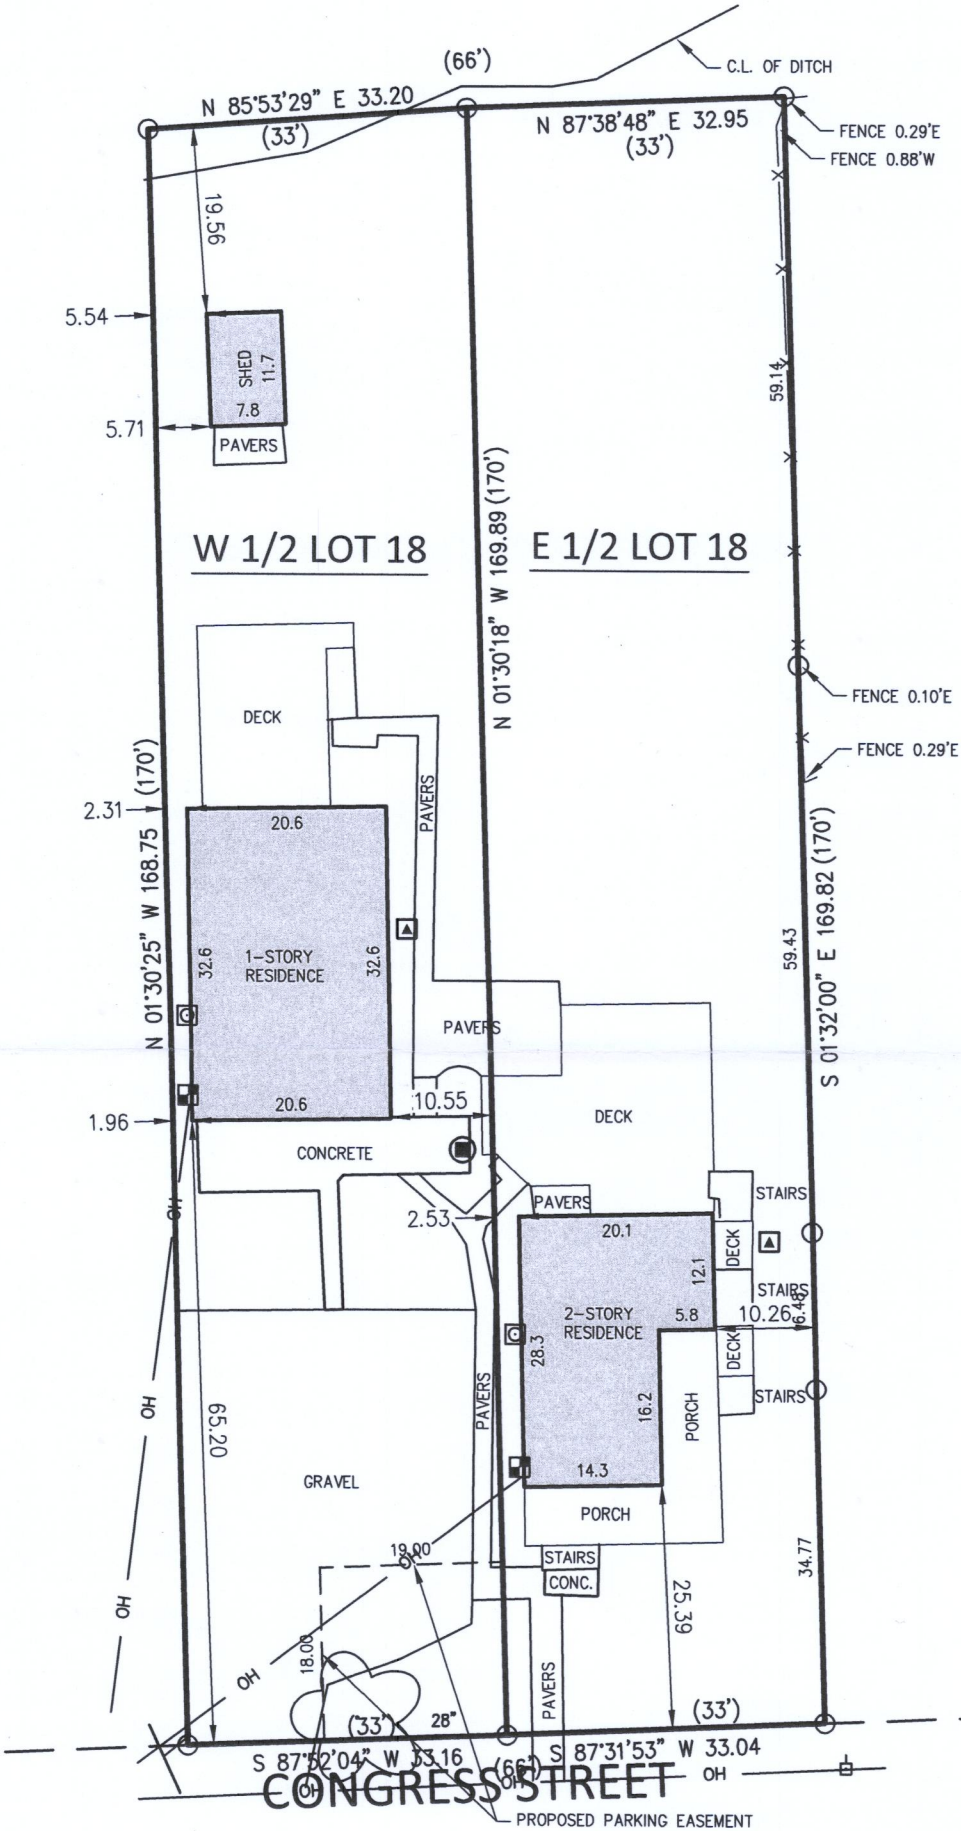 (66')
C.L. OF DITCH
N 85°53'29" E 33.20
(33')
N 87°38'48" E 32.95
(33')
FENCE 0.29'E
FENCE 0.88'W
19.56
5.54
SHED
11.7
7.8
59.14
5.71
PAVERS
W 1/2 LOT 18
E 1/2 LOT 18
N 01°30'18" W 169.89 (170')
FENCE 0.10'E
DECK
FENCE 0.29'E
2.31
N 01°30'25" W 168.75 (170')
20.6
PAVERS
S 01°32'00" E 169.82 (170')
32.6
1-STORY
RESIDENCE
32.6
59.43
PAVERS
20.6
10.55
DECK
1.96
CONCRETE
STAIRS
PAVERS
OH
2.53
20.1
DECK
12.1
STAIRS
6.48
2-STORY
RESIDENCE
5.8
10.26
28.3
DECK
OH
65.20
PAVERS
16.2
PORCH
STAIRS
GRAVEL
14.3
PORCH
19.00
STAIRS
CONC.
34.77
OH
25.39
18.00
OH
PAVERS
(33')
28"
(33')
S 87°52'04" W 33.16
S 87°31'53" W 33.04
(66')
OH
OH
OH
CONGRESS STREET
PROPOSED PARKING EASEMENT